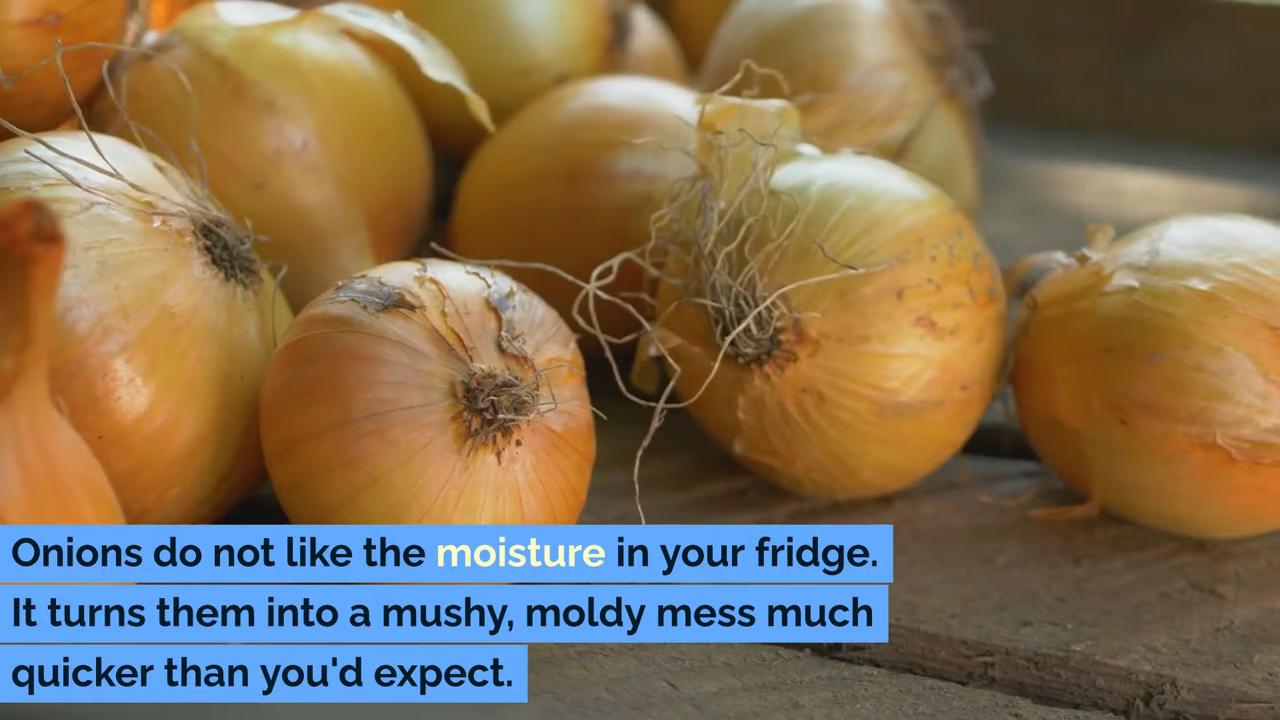 Onions do not like the moisture in your fridge.
It turns them into a mushy, moldy mess much
quicker than you'd expect.